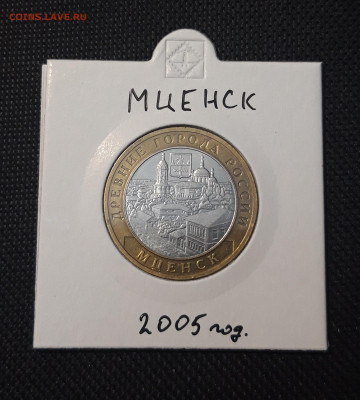 COINS.LAVE.RU
МЦЕНСК
ДРЕВНИЕ ГОРОДА РОССИИ
МЦЕНСК
2005 год.